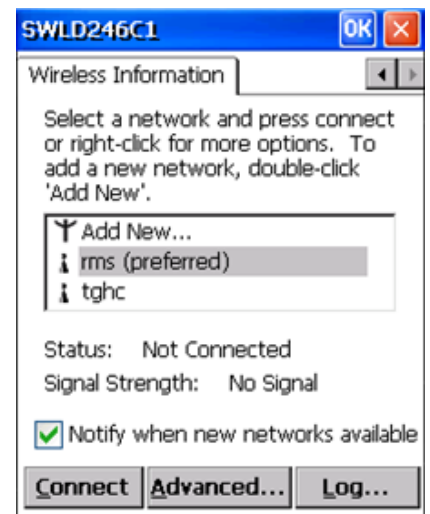 SWLD246C1 OK
Wireless Information
Select a network and press connect
or right-click for more options. To
add a new network, double-click
'Add New'.
Add New...
rms (preferred)
tghc
Status: Not Connected
Signal Strength: No Signal
Notify when new networks available
Connect Advanced... Log...